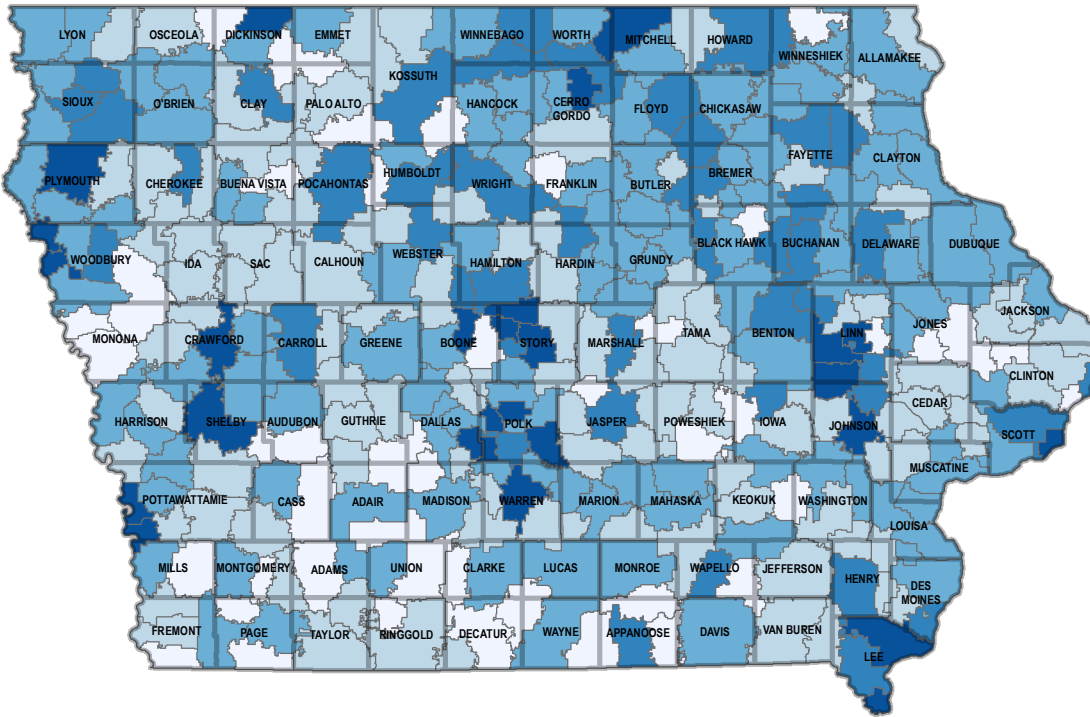 LYON
OSCEOLA
DICKINSON
EMMET
WINNEBAGO
WORTH
MITCHELL
HOWARD
WINNESHIEK
ALLAMAKEE
KOSSUTH
SIOUX
O'BRIEN
CLAY
PALO ALTO
HANCOCK
CERRO
GORDO
FLOYD
CHICKASAW
PLYMOUTH
CHEROKEE
BUENA VISTA
POCAHONTAS
HUMBOLDT
WRIGHT
FRANKLIN
BUTLER
BREMER
FAYETTE
CLAYTON
WOODBURY
IDA
SAC
CALHOUN
WEBSTER
HAMILTON
HARDIN
GRUNDY
BLACK HAWK
BUCHANAN
DELAWARE
DUBUQUE
MONONA
CRAWFORD
CARROLL
GREENE
BOONE
STORY
MARSHALL
TAMA
BENTON
LINN
JONES
JACKSON
CLINTON
HARRISON
SHELBY
AUDUBON
GUTHRIE
DALLAS
POLK
JASPER
POWESHIEK
IOWA
JOHNSON
CEDAR
SCOTT
MUSCATINE
POTTAWATTAMIE
CASS
ADAIR
MADISON
WARREN
MARION
MAHASKA
KEOKUK
WASHINGTON
LOUISA
MILLS
MONTGOMERY
ADAMS
UNION
CLARKE
LUCAS
MONROE
WAPELLO
JEFFERSON
HENRY
DES
MOINES
FREMONT
PAGE
TAYLOR
RINGGOLD
DECATUR
WAYNE
APPANOOSE
DAVIS
VAN BUREN
LEE